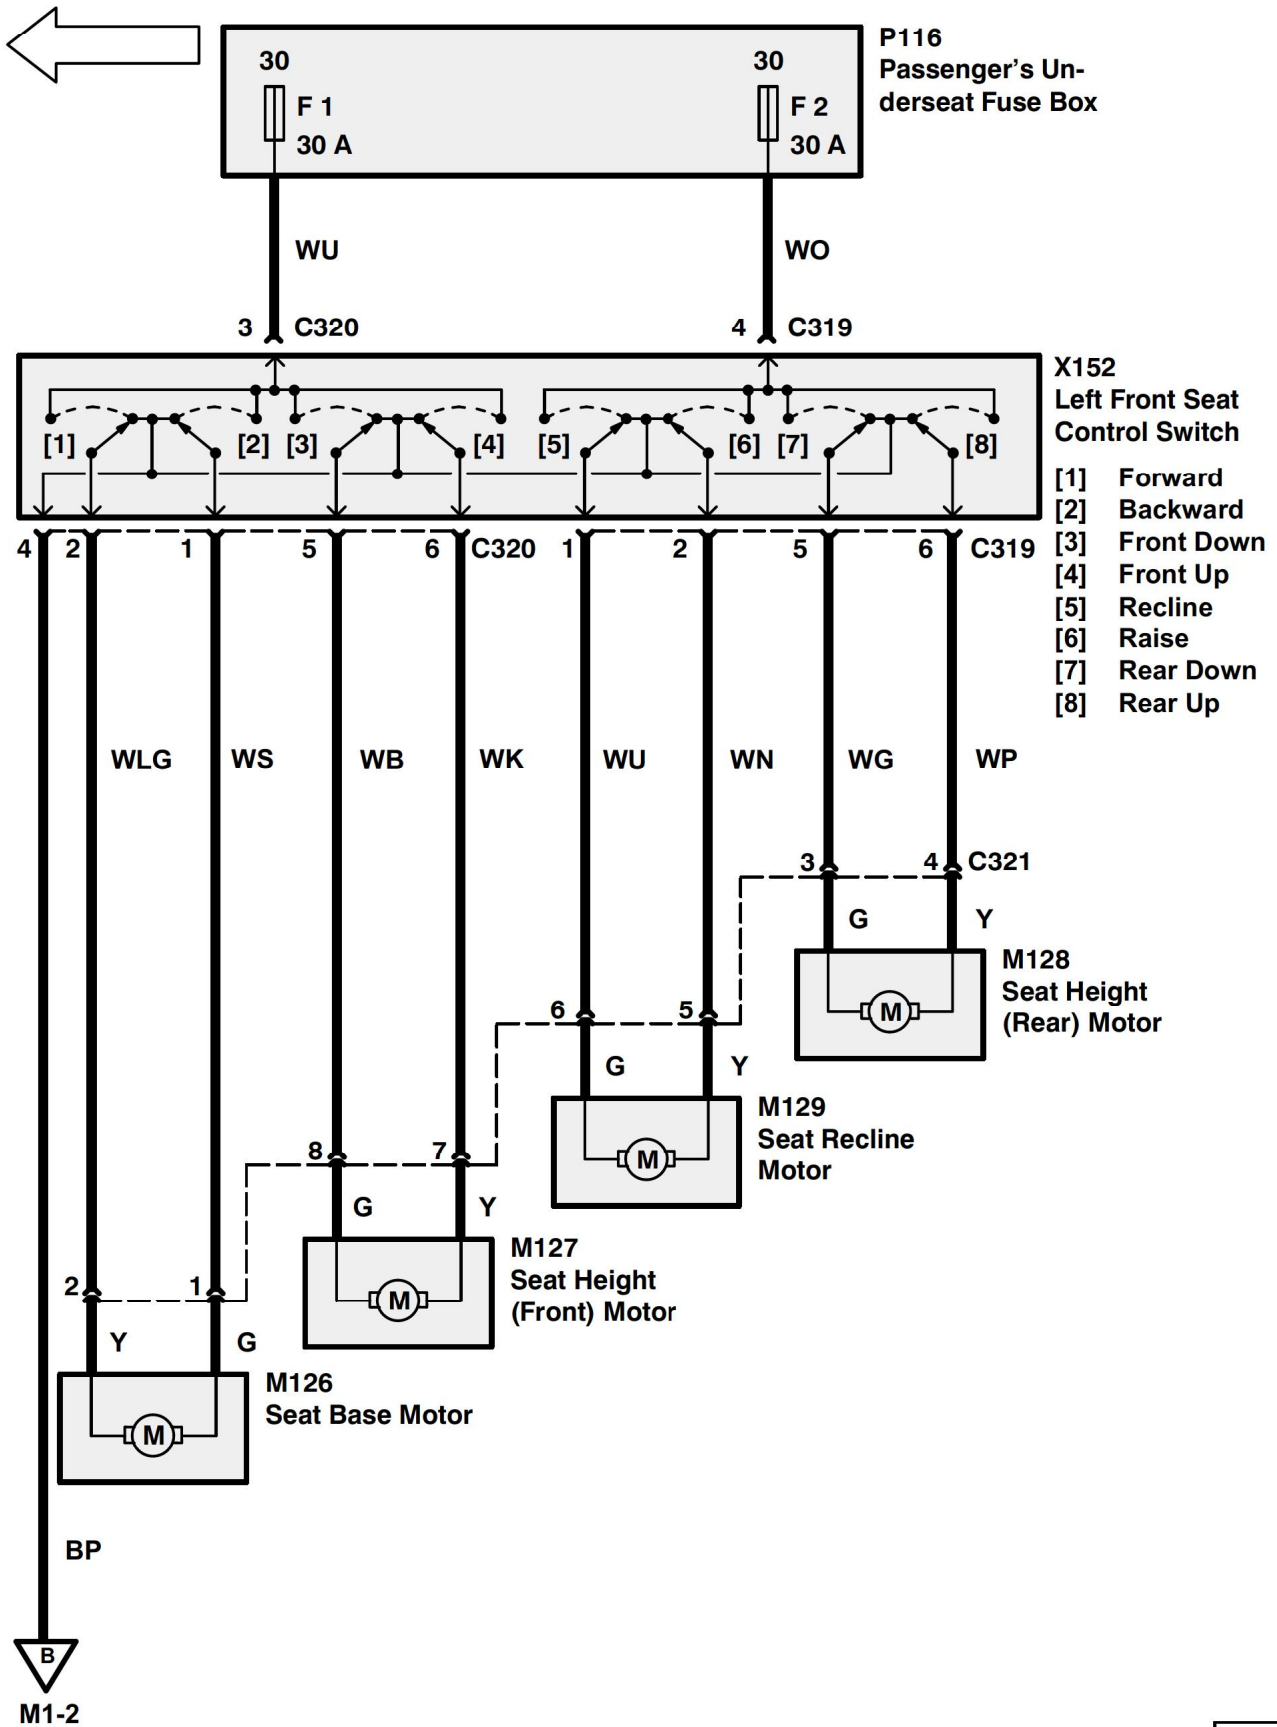 P116
Passenger's Un-
derseat Fuse Box
30
F 1
30 A
30
F 2
30 A
WU
WO
3 C320
4 C319
X152
Left Front Seat
Control Switch
[1] [2] [3] [4] [5] [6] [7] [8]
[1] Forward
[2] Backward
[3] Front Down
[4] Front Up
[5] Recline
[6] Raise
[7] Rear Down
[8] Rear Up
4 2 1 5 6 C320 1 2 5 6 C319
WLG WS WB WK WU WN WG WP
3 4 C321
G Y
M128
Seat Height
(Rear) Motor
M
6 5
G Y
M129
Seat Recline
Motor
M
8 7
G Y
M127
Seat Height
(Front) Motor
M
2 1
Y G
M126
Seat Base Motor
M
BP
B
M1-2